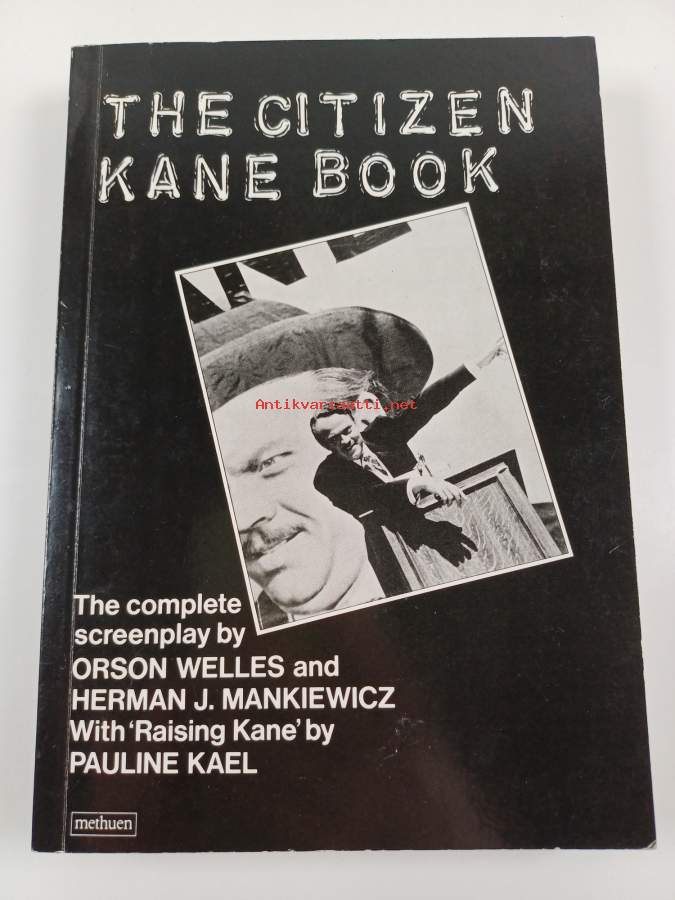 THE CITIZEN
KANE BOOK
Antikvariaatti.net
The complete
screenplay by
ORSON WELLES and
HERMAN J. MANKIEWICZ
With 'Raising Kane' by
PAULINE KAEL
methuen